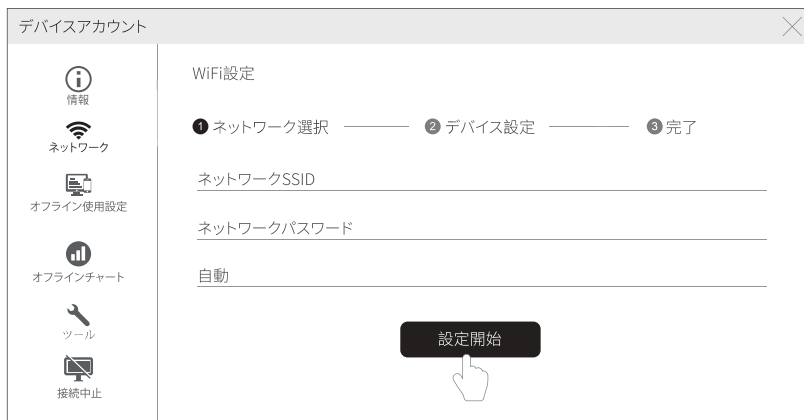 デバイスアカウント
情報
ネットワーク
オフライン使用設定
オフラインチャート
ツール
接続中止
WiFi設定
1 ネットワーク選択 2 デバイス設定 3 完了
ネットワークSSID
ネットワークパスワード
自動
設定開始